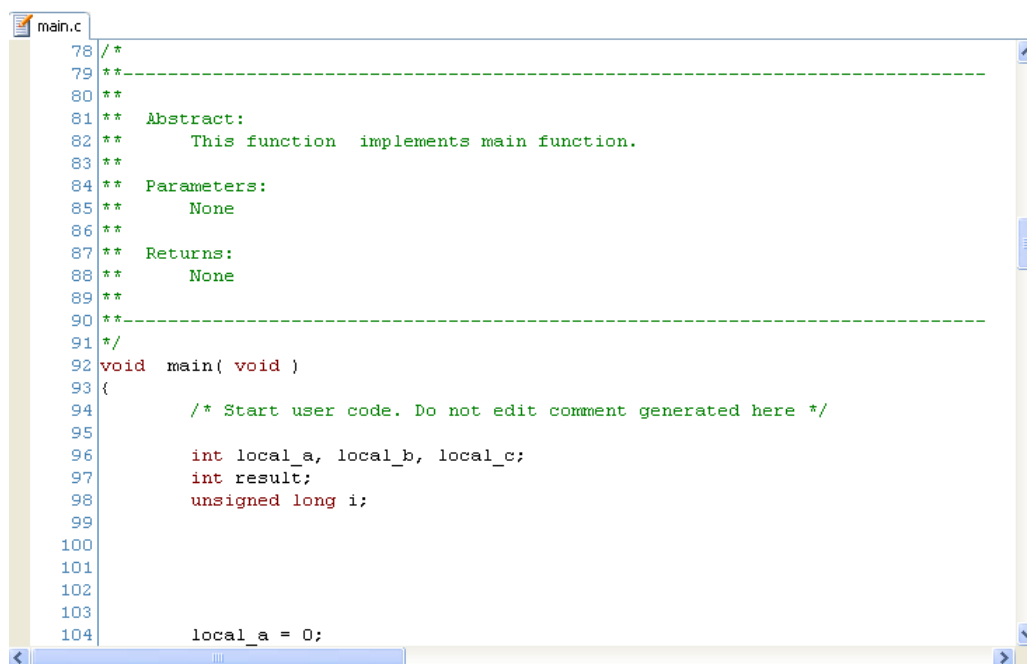 main.c
78 /*
79 **-----------------------------------------------------------------------------
80 **
81 **  Abstract:
82 **      This function  implements main function.
83 **
84 **  Parameters:
85 **      None
86 **
87 **  Returns:
88 **      None
89 **
90 **-----------------------------------------------------------------------------
91 */
92 void  main( void )
93 {
94         /* Start user code. Do not edit comment generated here */
95
96         int local_a, local_b, local_c;
97         int result;
98         unsigned long i;
99
100
101
102
103
104         local_a = 0;